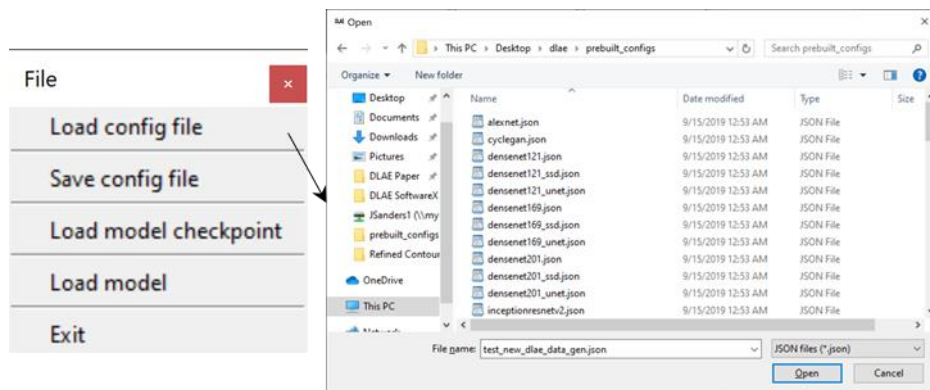 File
×
Load config file
Save config file
Load model checkpoint
Load model
Exit
Open
×
This PC › Desktop › dlae › prebuilt_configs
Search prebuilt_configs
Organize
New folder
Desktop
Documents
Downloads
Pictures
DLAE Paper
DLAE SoftwareX
JSanders1 (\\my
prebuilt_configs
Refined Contour
OneDrive
This PC
Name Date modified Type Size
alexnet.json 9/15/2019 12:53 AM JSON File
cyclegan.json 9/15/2019 12:53 AM JSON File
densenet121.json 9/15/2019 12:53 AM JSON File
densenet121_ssd.json 9/15/2019 12:53 AM JSON File
densenet121_unet.json 9/15/2019 12:53 AM JSON File
densenet169.json 9/15/2019 12:53 AM JSON File
densenet169_ssd.json 9/15/2019 12:53 AM JSON File
densenet169_unet.json 9/15/2019 12:53 AM JSON File
densenet201.json 9/15/2019 12:53 AM JSON File
densenet201_ssd.json 9/15/2019 12:53 AM JSON File
densenet201_unet.json 9/15/2019 12:53 AM JSON File
inceptionresnetv2.json 9/15/2019 12:53 AM JSON File
File name: test_new_dlae_data_gen.json JSON files (*.json)
Open Cancel